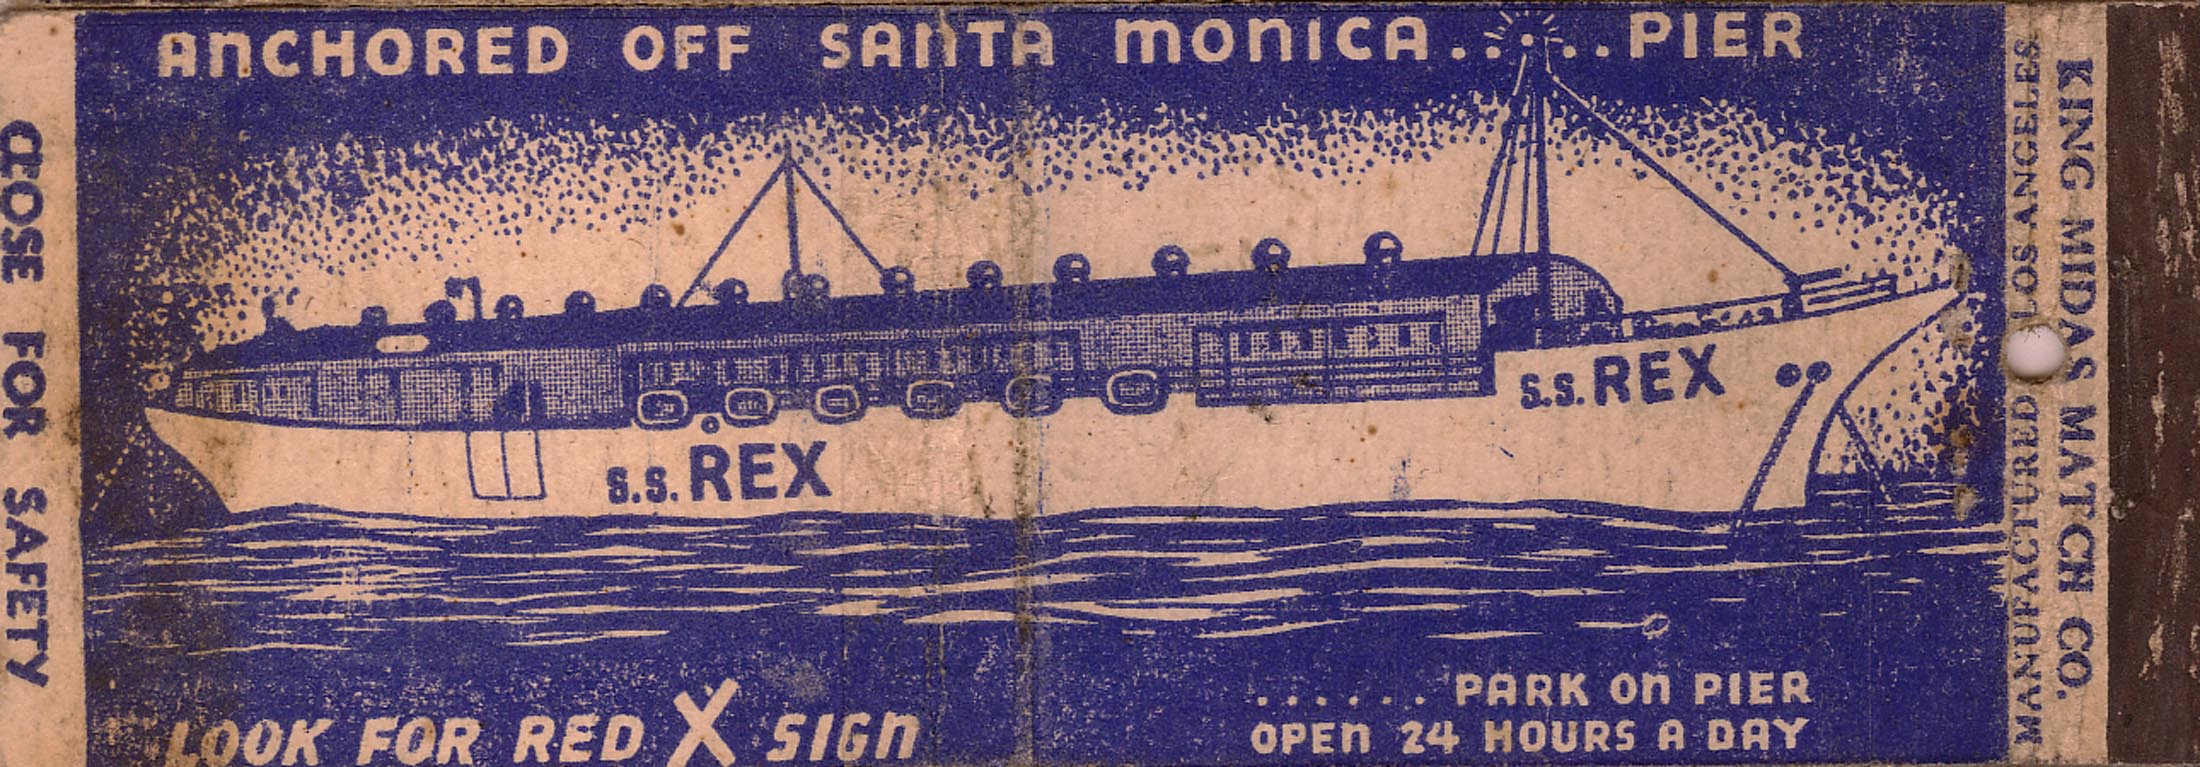 ANCHORED OFF SANTA MONICA.....PIER
S.S. REX
S.S. REX
LOOK FOR RED X SIGN
...... PARK ON PIER
OPEN 24 HOURS A DAY
CLOSE FOR SAFETY
KING MIDAS MATCH CO.
MANUFACTURED LOS ANGELES